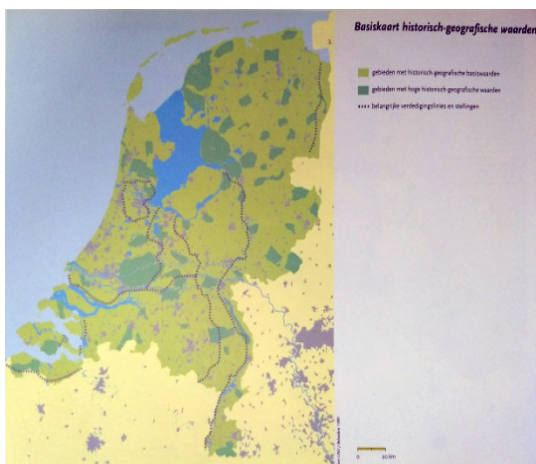 Basiskaart historisch-geografische waarden
gebieden met historisch-geografische basiswaarden
gebieden met hoge historisch-geografische waarden
belangrijke verdedigingslinies en stellingen
0
20 km